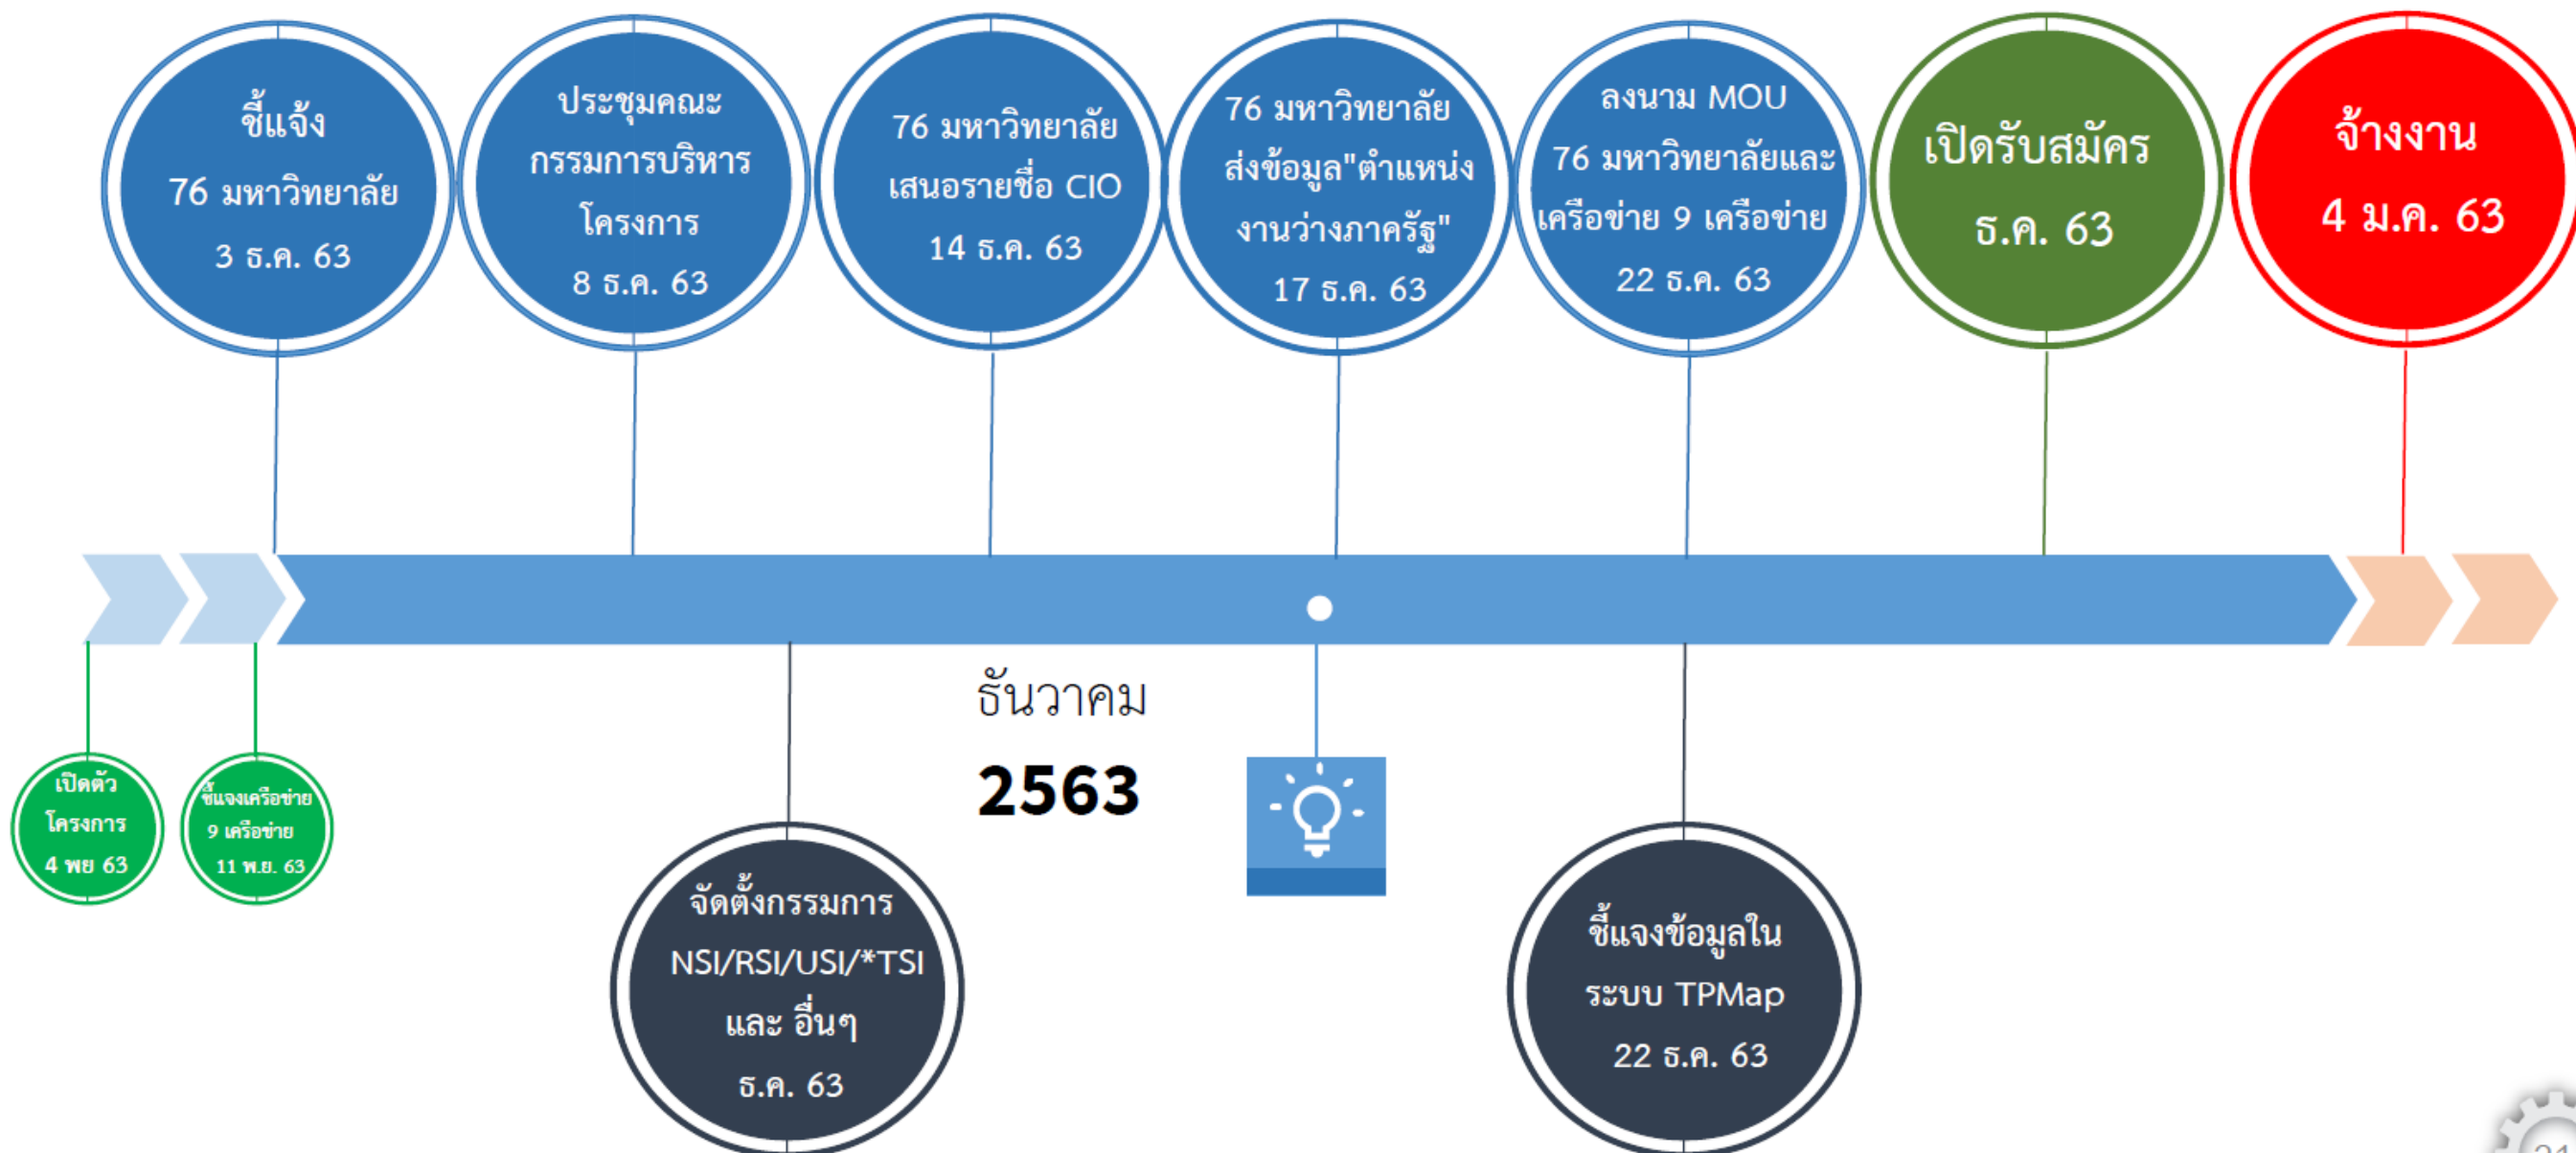 ชี้แจ้ง
76 มหาวิทยาลัย
3 ธ.ค. 63
ประชุมคณะ
กรรมการบริหาร
โครงการ
8 ธ.ค. 63
76 มหาวิทยาลัย
เสนอรายชื่อ CIO
14 ธ.ค. 63
76 มหาวิทยาลัย
ส่งข้อมูล"ตำแหน่ง
งานว่างภาครัฐ"
17 ธ.ค. 63
ลงนาม MOU
76 มหาวิทยาลัยและ
เครือข่าย 9 เครือข่าย
22 ธ.ค. 63
เปิดรับสมัคร
ธ.ค. 63
จ้างงาน
4 ม.ค. 63
เปิดตัว
โครงการ
4 พย 63
ชี้แจงเครือข่าย
9 เครือข่าย
11 พ.ย. 63
ธันวาคม
2563
จัดตั้งกรรมการ
NSI/RSI/USI/*TSI
และ อื่นๆ
ธ.ค. 63
ชี้แจงข้อมูลใน
ระบบ TPMap
22 ธ.ค. 63